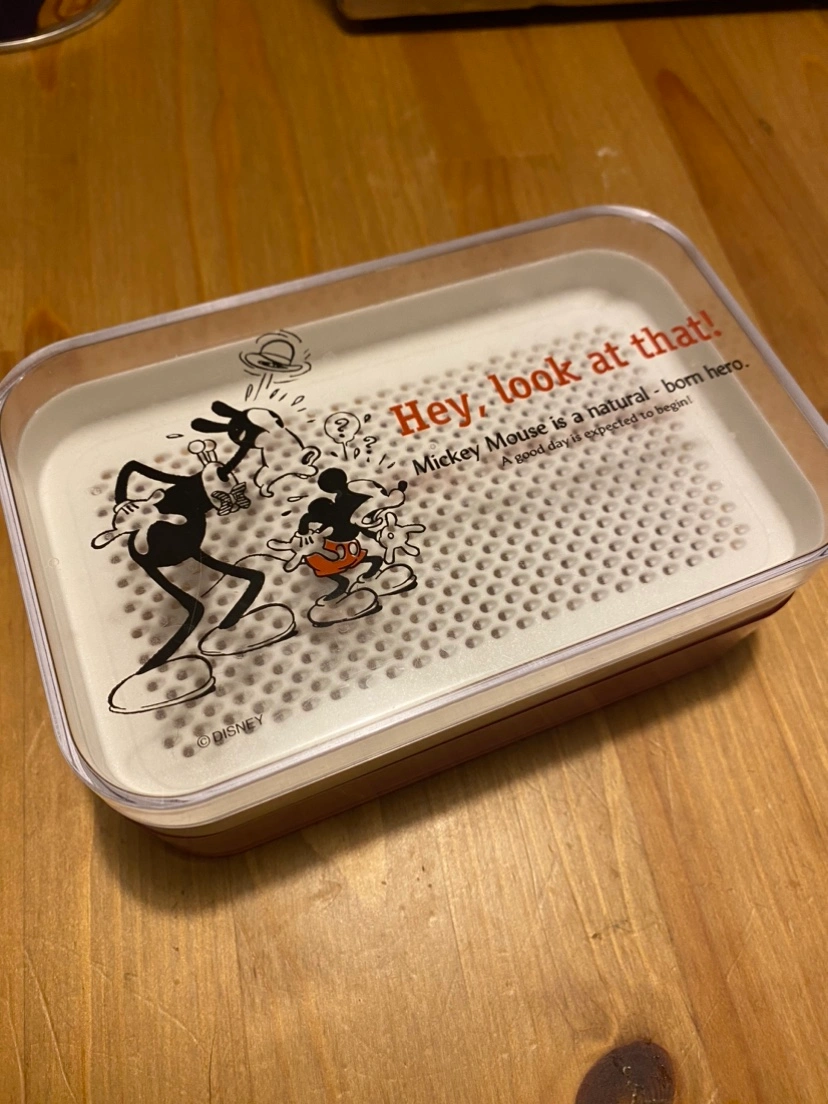 Hey, look at that!
Mickey Mouse is a natural - born hero.
A good day is expected to begin!
? ? ?
©DISNEY